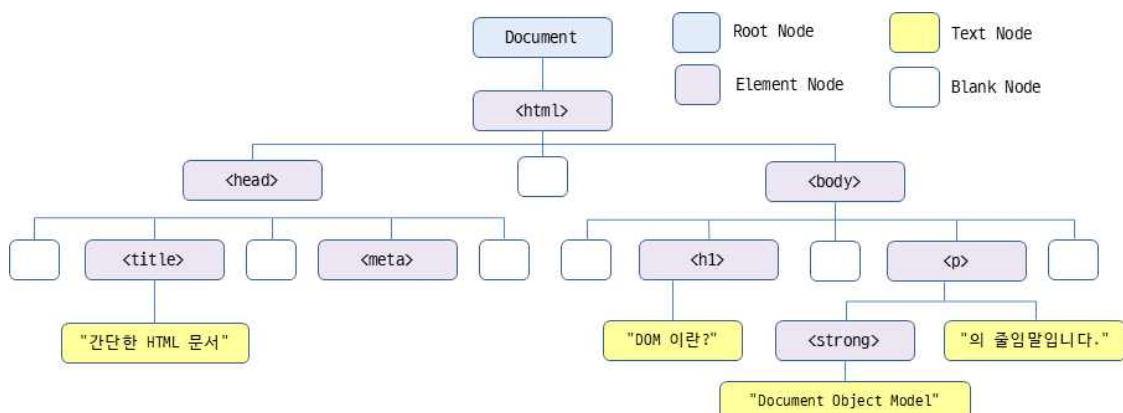 Document
Root Node
Text Node
Element Node
Blank Node
<html>
<head>
<body>
<title>
<meta>
<h1>
<p>
"간단한 HTML 문서"
"DOM 이란?"
<strong>
"의 줄임말입니다."
"Document Object Model"